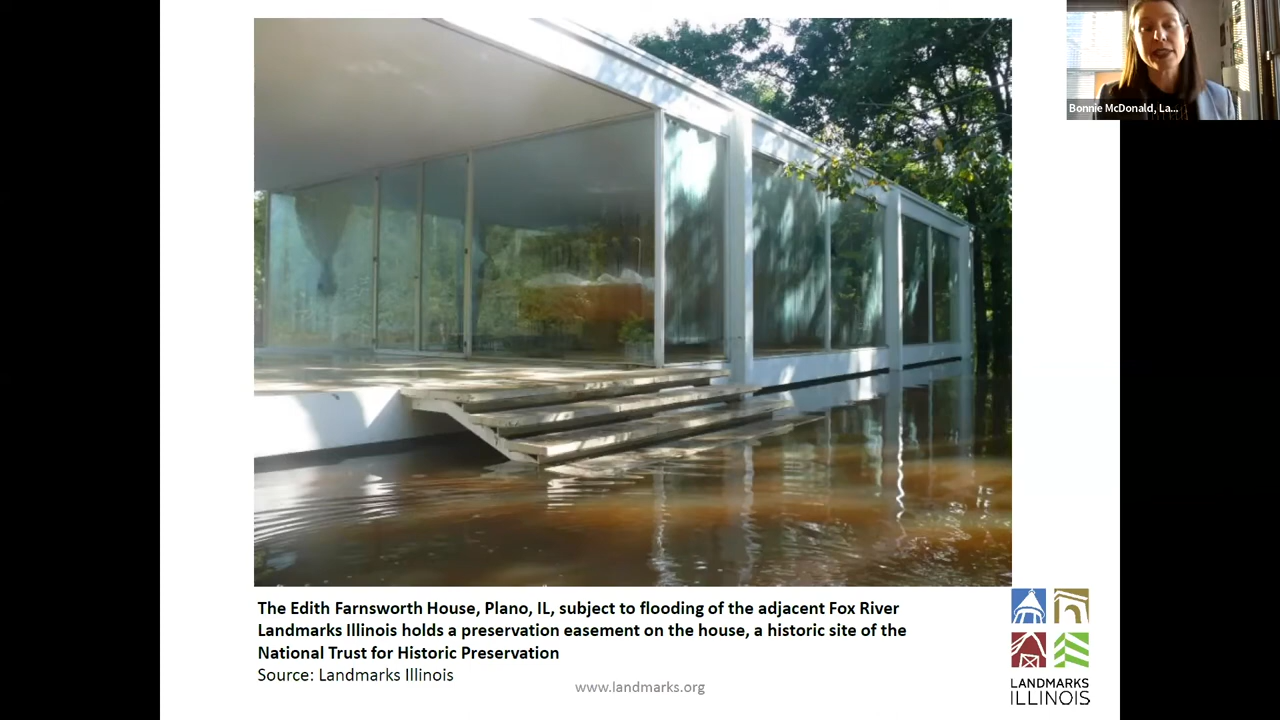 Bonnie McDonald, La...
The Edith Farnsworth House, Plano, IL, subject to flooding of the adjacent Fox River
Landmarks Illinois holds a preservation easement on the house, a historic site of the
National Trust for Historic Preservation
Source: Landmarks Illinois
www.landmarks.org
LANDMARKS
ILLINOIS